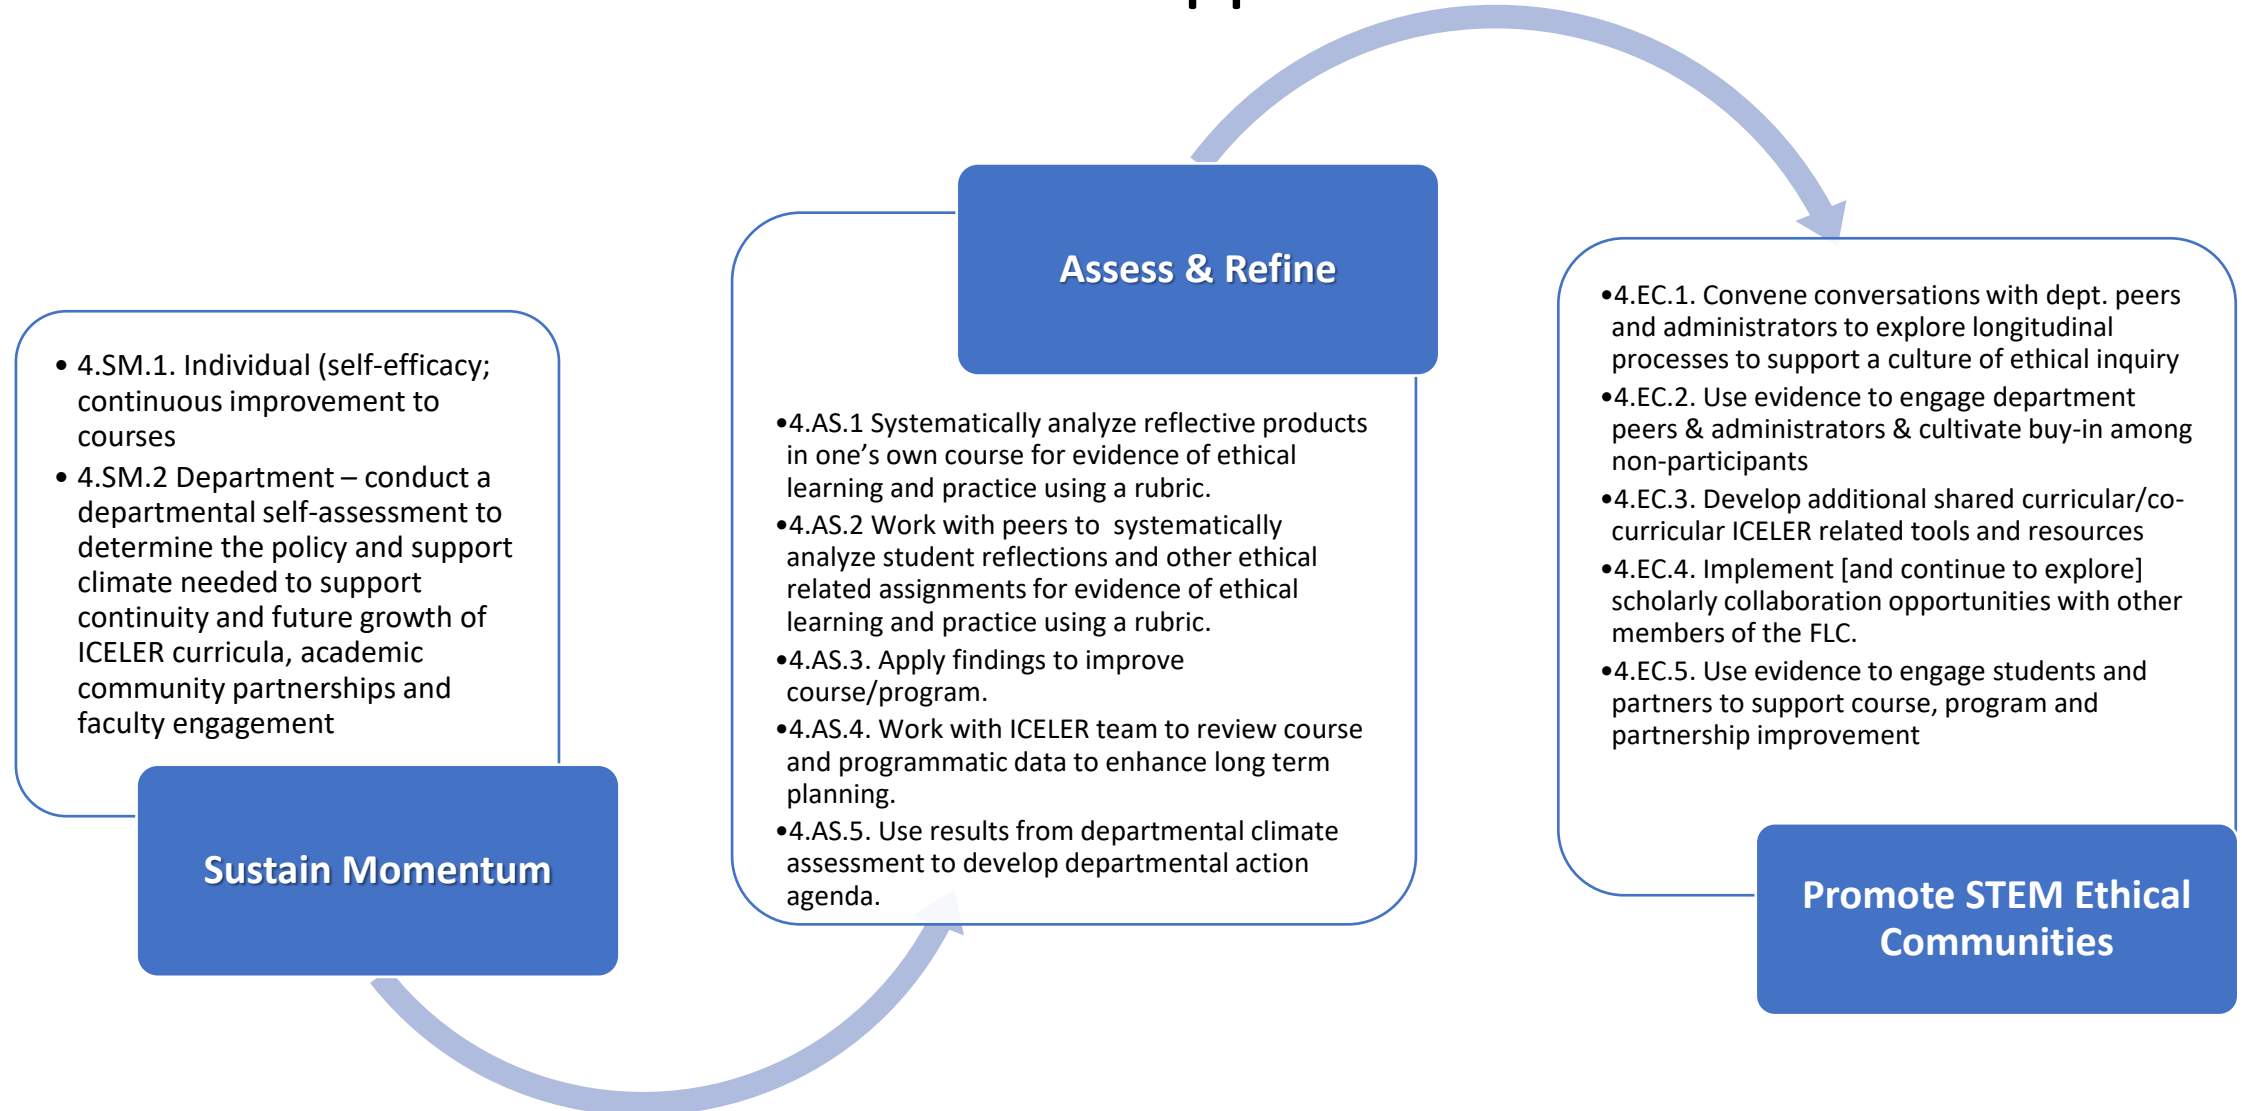 • 4.SM.1. Individual (self-efficacy;
continuous improvement to
courses
• 4.SM.2 Department – conduct a
departmental self-assessment to
determine the policy and support
climate needed to support
continuity and future growth of
ICELER curricula, academic
community partnerships and
faculty engagement
Sustain Momentum
Assess & Refine
•4.AS.1 Systematically analyze reflective products
in one’s own course for evidence of ethical
learning and practice using a rubric.
•4.AS.2 Work with peers to  systematically
analyze student reflections and other ethical
related assignments for evidence of ethical
learning and practice using a rubric.
•4.AS.3. Apply findings to improve
course/program.
•4.AS.4. Work with ICELER team to review course
and programmatic data to enhance long term
planning.
•4.AS.5. Use results from departmental climate
assessment to develop departmental action
agenda.
•4.EC.1. Convene conversations with dept. peers
and administrators to explore longitudinal
processes to support a culture of ethical inquiry
•4.EC.2. Use evidence to engage department
peers & administrators & cultivate buy-in among
non-participants
•4.EC.3. Develop additional shared curricular/co-
curricular ICELER related tools and resources
•4.EC.4. Implement [and continue to explore]
scholarly collaboration opportunities with other
members of the FLC.
•4.EC.5. Use evidence to engage students and
partners to support course, program and
partnership improvement
Promote STEM Ethical
Communities